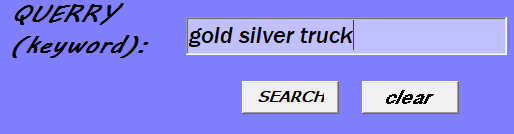 QUERRY
(keyword):
gold silver truck
SEARCH
clear